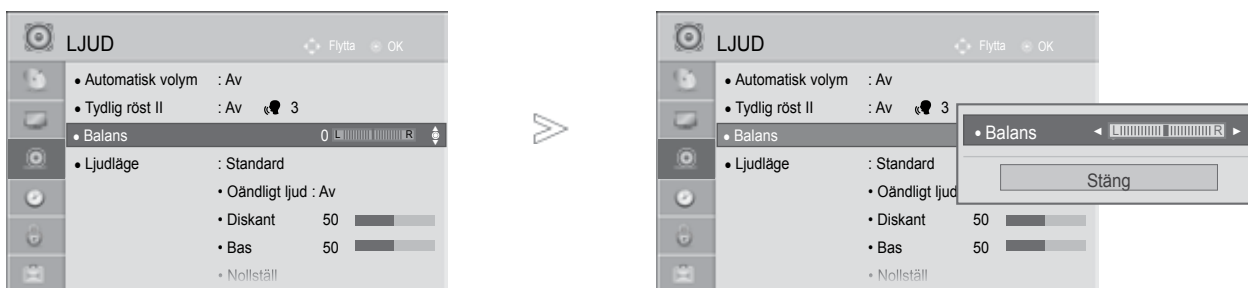 LJUD
Flytta OK
• Automatisk volym : Av
• Tydlig röst II : Av 3
• Balans 0 L R
• Ljudläge : Standard
• Oändligt ljud : Av
• Diskant 50
• Bas 50
• Nollställ
LJUD
Flytta OK
• Automatisk volym : Av
• Tydlig röst II : Av 3
• Balans
• Ljudläge : Standard
• Oändligt ljud
• Diskant 50
• Bas 50
• Nollställ
• Balans L R
Stäng